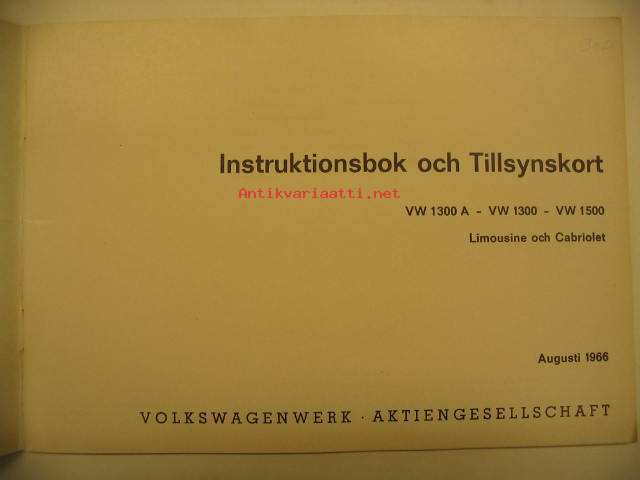 Instruktionsbok och Tillsynskort
Antikvariaatti.net
VW 1300 A - VW 1300 - VW 1500
Limousine och Cabriolet
Augusti 1966
VOLKSWAGENWERK · AKTIENGESELLSCHAFT